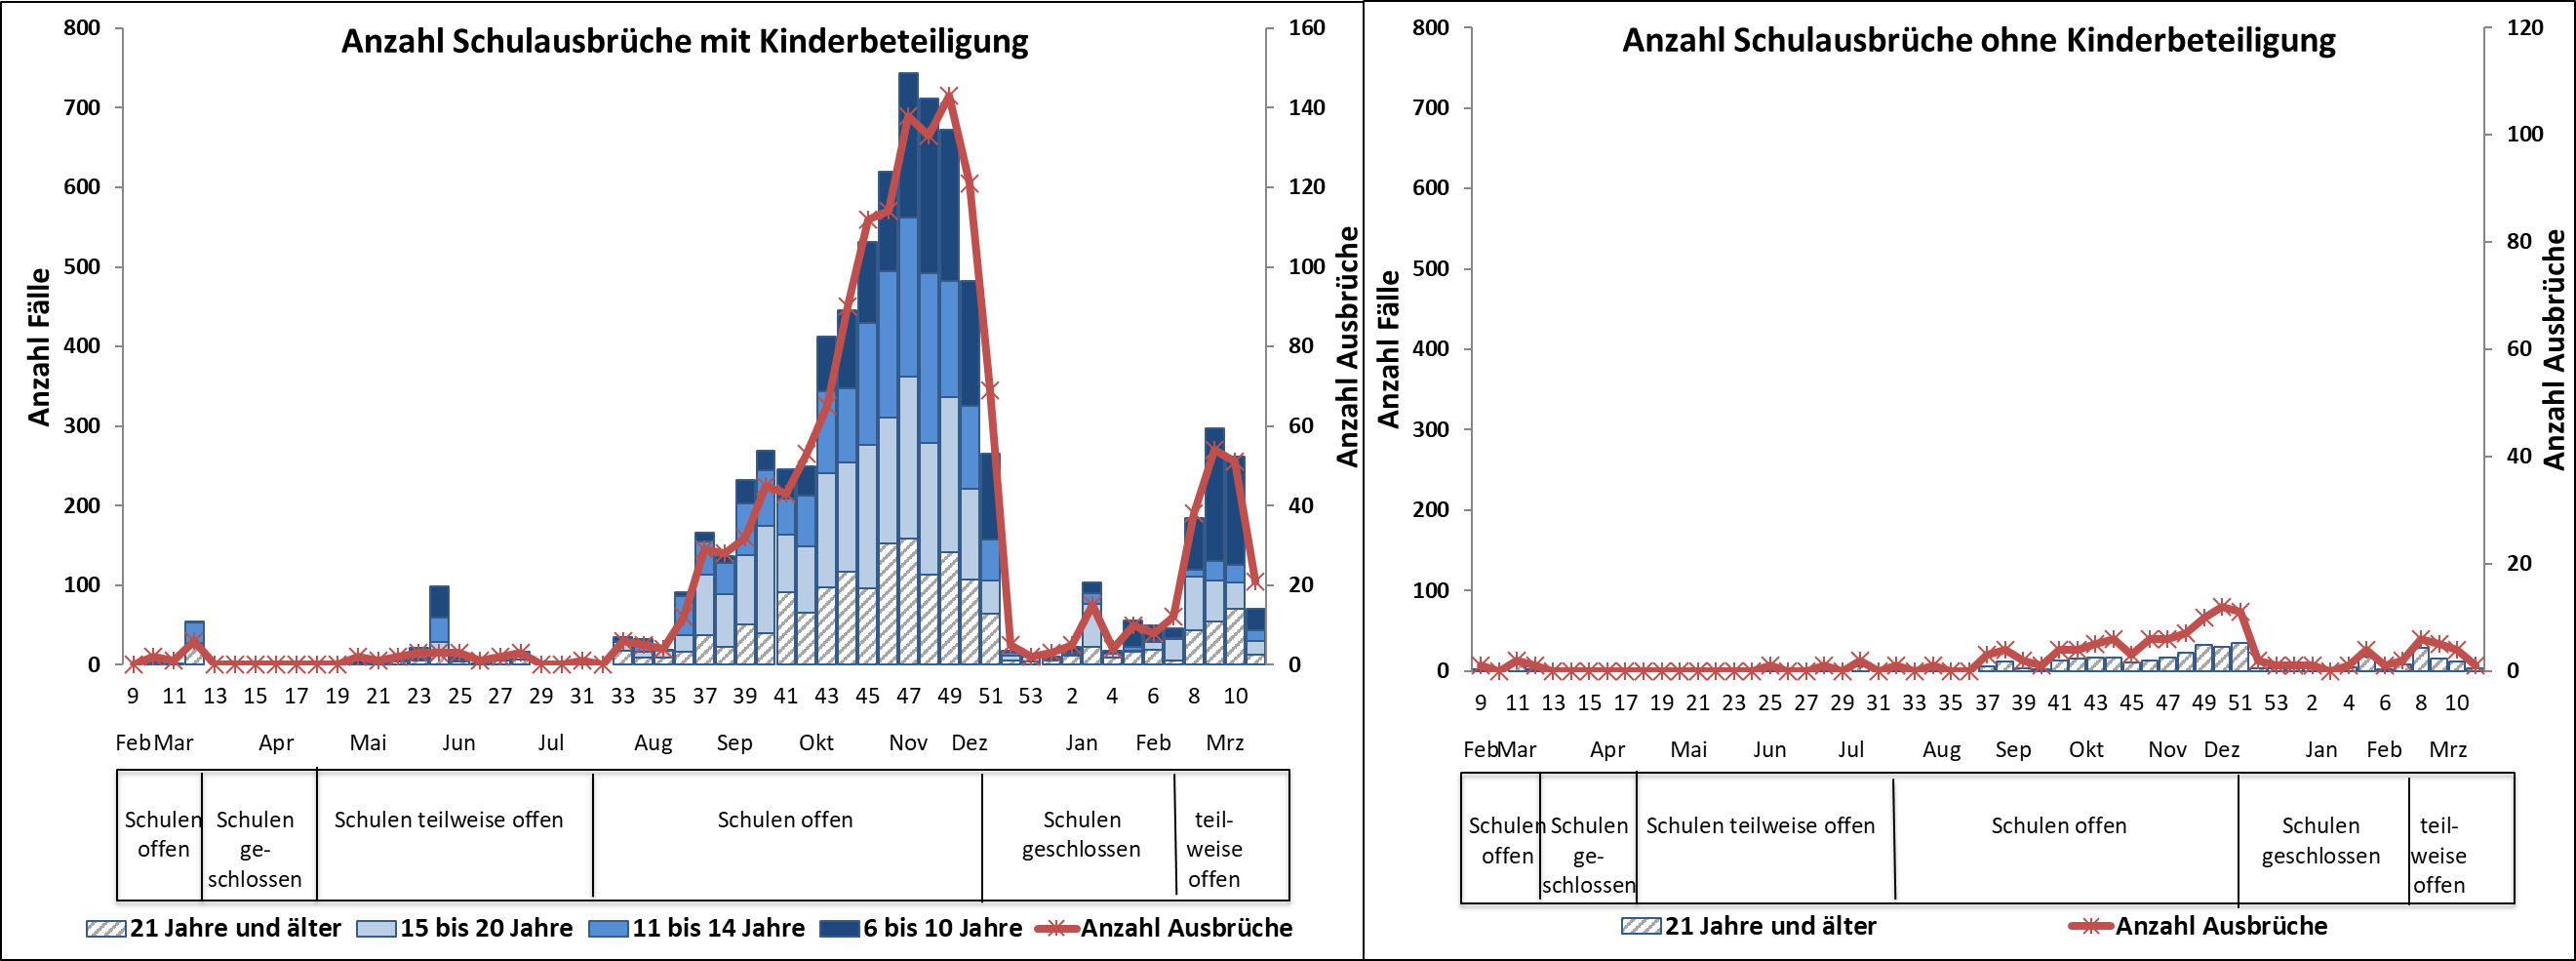 Anzahl Schulausbrüche mit Kinderbeteiligung
800
700
600
500
400
300
200
100
0
Anzahl Fälle
160
140
120
100
80
60
40
20
0
Anzahl Ausbrüche
9 11 13 15 17 19 21 23 25 27 29 31 33 35 37 39 41 43 45 47 49 51 53 2 4 6 8 10
Feb Mar Apr Mai Jun Jul Aug Sep Okt Nov Dez Jan Feb Mrz
Schulen offen
Schulen ge-
schlossen
Schulen teilweise offen
Schulen offen
Schulen
geschlossen
teil-
weise
offen
21 Jahre und älter 15 bis 20 Jahre 11 bis 14 Jahre 6 bis 10 Jahre Anzahl Ausbrüche
Anzahl Schulausbrüche ohne Kinderbeteiligung
800
700
600
500
400
300
200
100
0
Anzahl Fälle
120
100
80
60
40
20
0
Anzahl Ausbrüche
9 11 13 15 17 19 21 23 25 27 29 31 33 35 37 39 41 43 45 47 49 51 53 2 4 6 8 10
Feb Mar Apr Mai Jun Jul Aug Sep Okt Nov Dez Jan Feb Mrz
Schulen
offen
Schulen
ge-
schlossen
Schulen teilweise offen
Schulen offen
Schulen
geschlossen
teil-
weise
offen
21 Jahre und älter Anzahl Ausbrüche